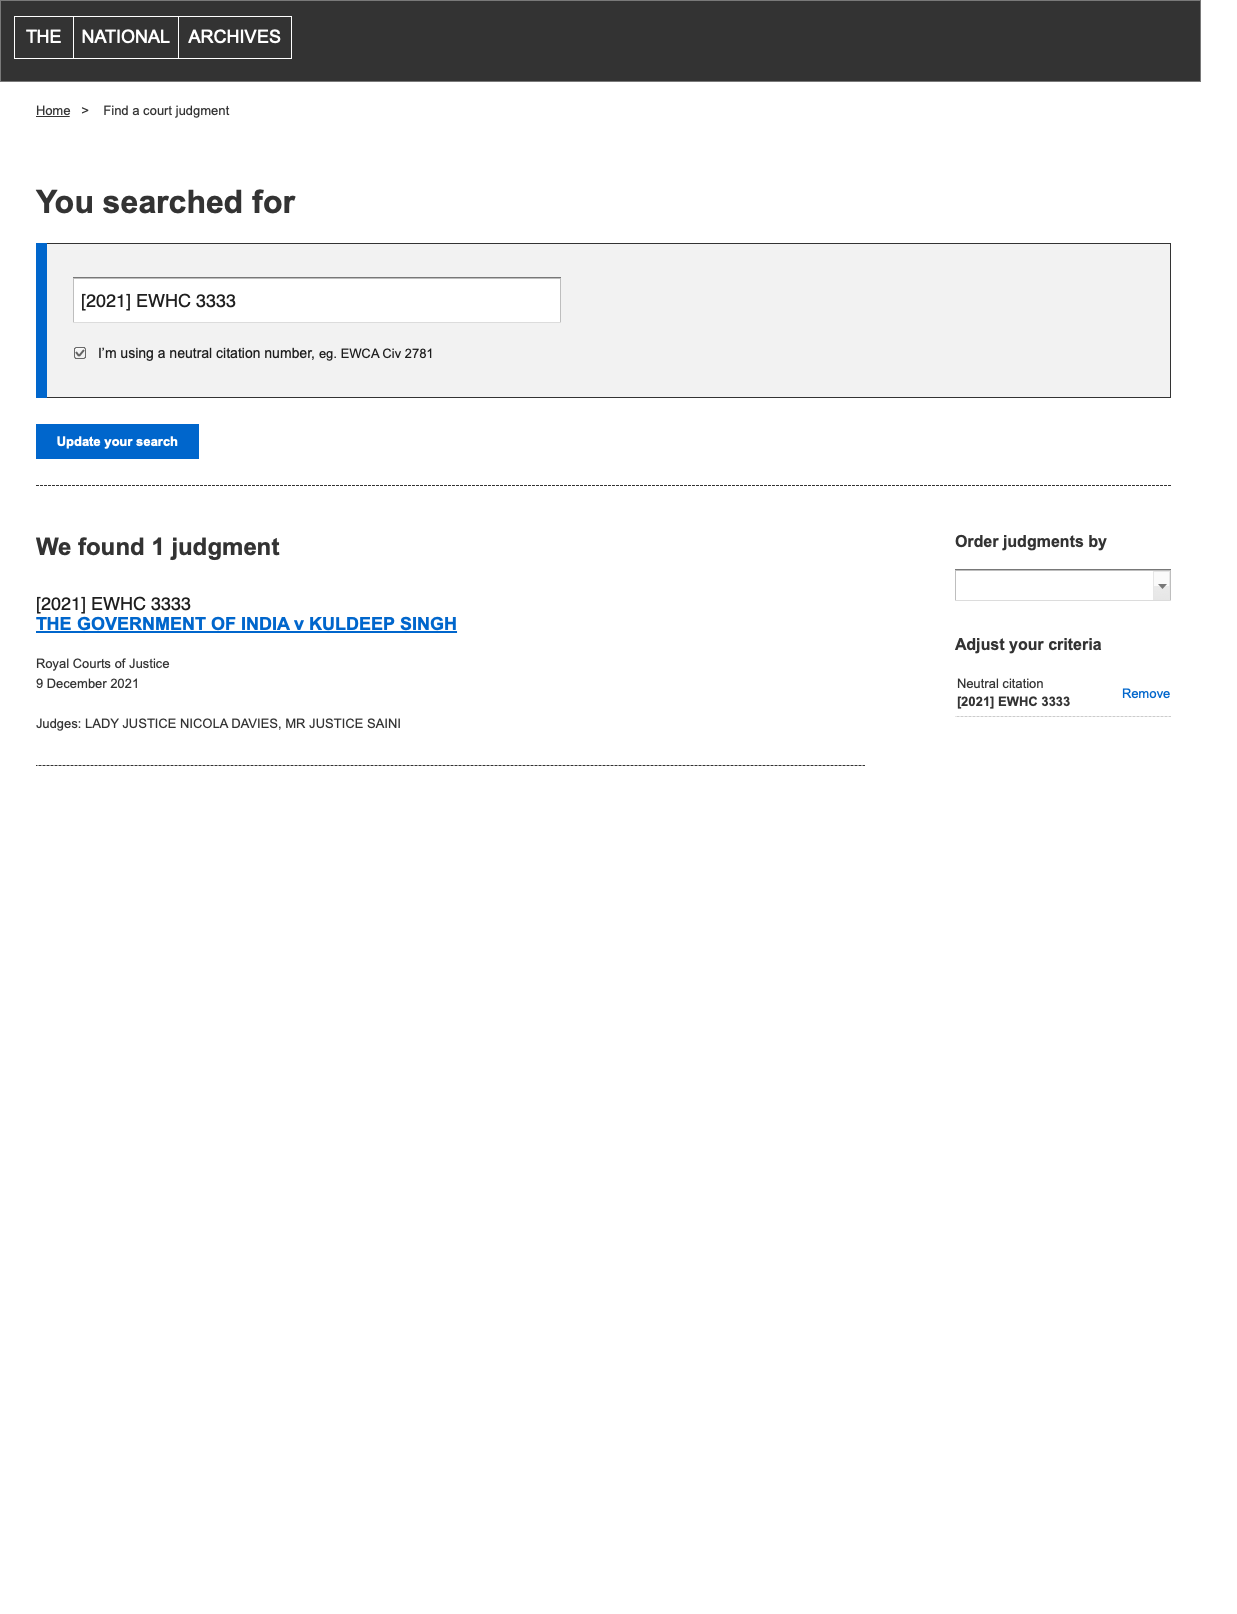 THE NATIONAL ARCHIVES
Home > Find a court judgment
You searched for
[2021] EWHC 3333
I'm using a neutral citation number, eg. EWCA Civ 2781
Update your search
We found 1 judgment
[2021] EWHC 3333
THE GOVERNMENT OF INDIA v KULDEEP SINGH
Royal Courts of Justice
9 December 2021
Judges: LADY JUSTICE NICOLA DAVIES, MR JUSTICE SAINI
Order judgments by
Adjust your criteria
Neutral citation
[2021] EWHC 3333
Remove